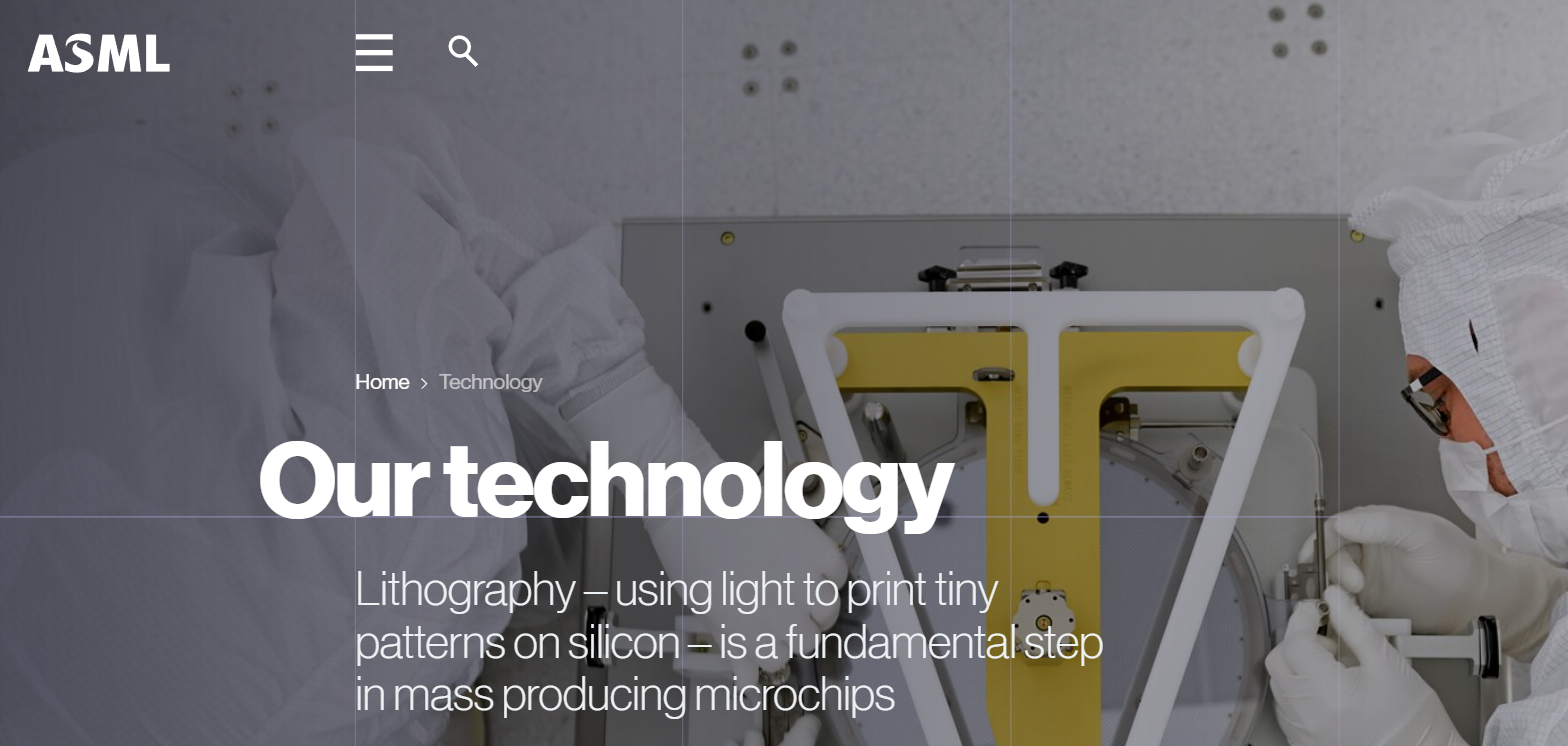 ASML
Home > Technology
Our technology
Lithography – using light to print tiny
patterns on silicon – is a fundamental step
in mass producing microchips